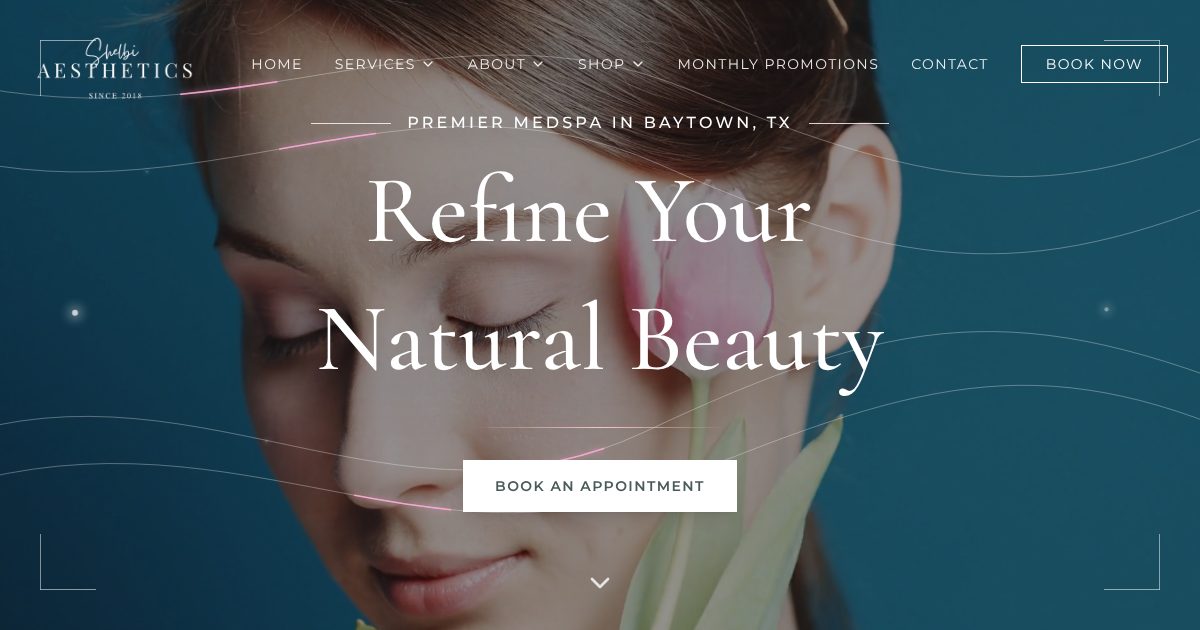 Shelbi
AESTHETICS
SINCE 2018
HOME SERVICES ABOUT SHOP MONTHLY PROMOTIONS CONTACT BOOK NOW
PREMIER MEDSPA IN BAYTOWN, TX
Refine Your
Natural Beauty
BOOK AN APPOINTMENT